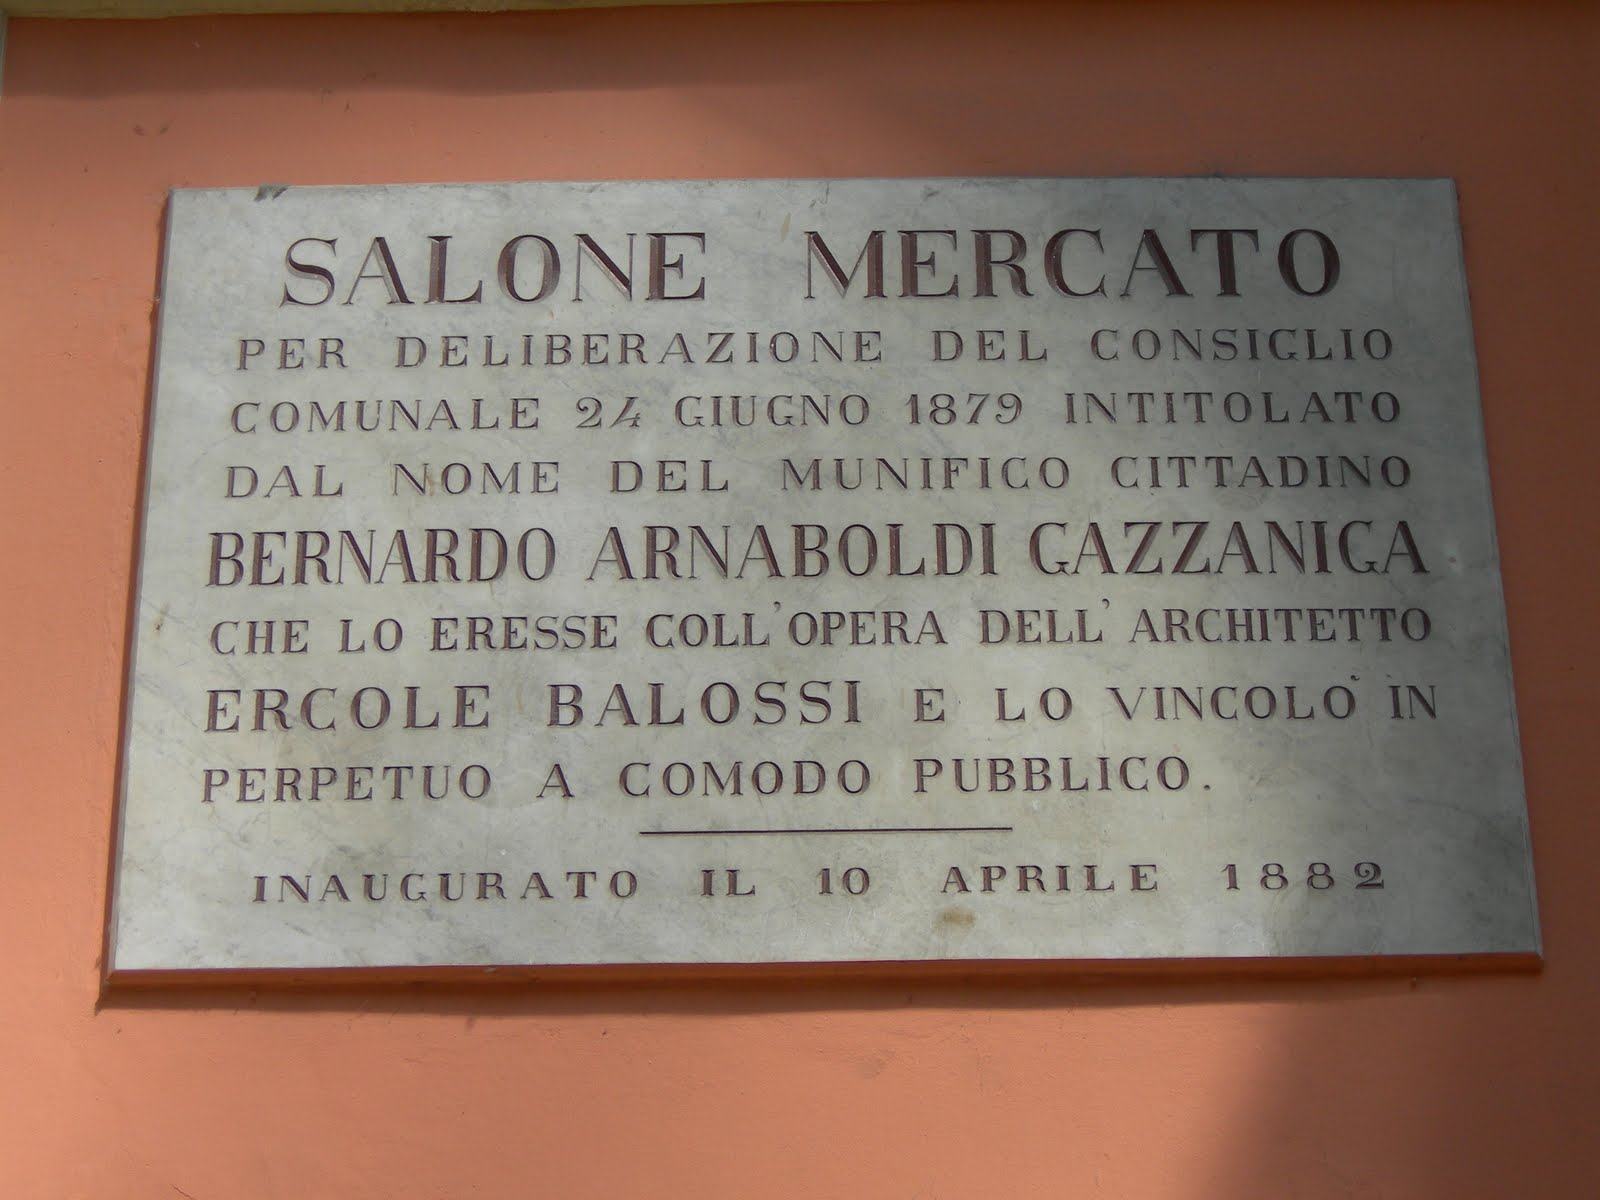 SALONE MERCATO
PER DELIBERAZIONE DEL CONSIGLIO
COMUNALE 24 GIUGNO 1879 INTITOLATO
DAL NOME DEL MUNIFICO CITTADINO
BERNARDO ARNABOLDI GAZZANIGA
CHE LO ERESSE COLL'OPERA DELL'ARCHITETTO
ERCOLE BALOSSI E LO VINCOLÒ IN
PERPETUO A COMODO PUBBLICO.
INAUGURATO IL 10 APRILE 1882